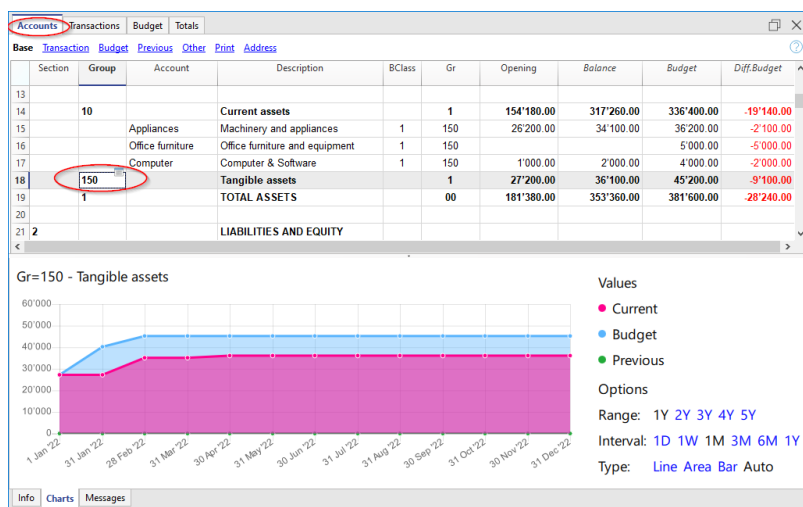 Accounts Transactions Budget Totals
Base Transaction Budget Previous Other Print Address
Section Group Account Description BClass Gr Opening Balance Budget Diff.Budget
13
14 10 Current assets 1 154'180.00 317'260.00 336'400.00 -19'140.00
15 Appliances Machinery and appliances 1 150 26'200.00 34'100.00 36'200.00 -2'100.00
16 Office furniture Office furniture and equipment 1 150 5'000.00 -5'000.00
17 Computer Computer & Software 1 150 1'000.00 2'000.00 4'000.00 -2'000.00
18 150 Tangible assets 1 27'200.00 36'100.00 45'200.00 -9'100.00
19 1 TOTAL ASSETS 00 181'380.00 353'360.00 381'600.00 -28'240.00
20
21 2 LIABILITIES AND EQUITY
Gr=150 - Tangible assets
60'000
50'000
40'000
30'000
20'000
10'000
0
1 Jan '22 31 Jan '22 28 Feb '22 31 Mar '22 30 Apr '22 31 May '22 30 Jun '22 31 Jul '22 31 Aug '22 30 Sep '22 31 Oct '22 30 Nov '22 31 Dec '22
Values
Current
Budget
Previous
Options
Range: 1Y 2Y 3Y 4Y 5Y
Interval: 1D 1W 1M 3M 6M 1Y
Type: Line Area Bar Auto
Info Charts Messages